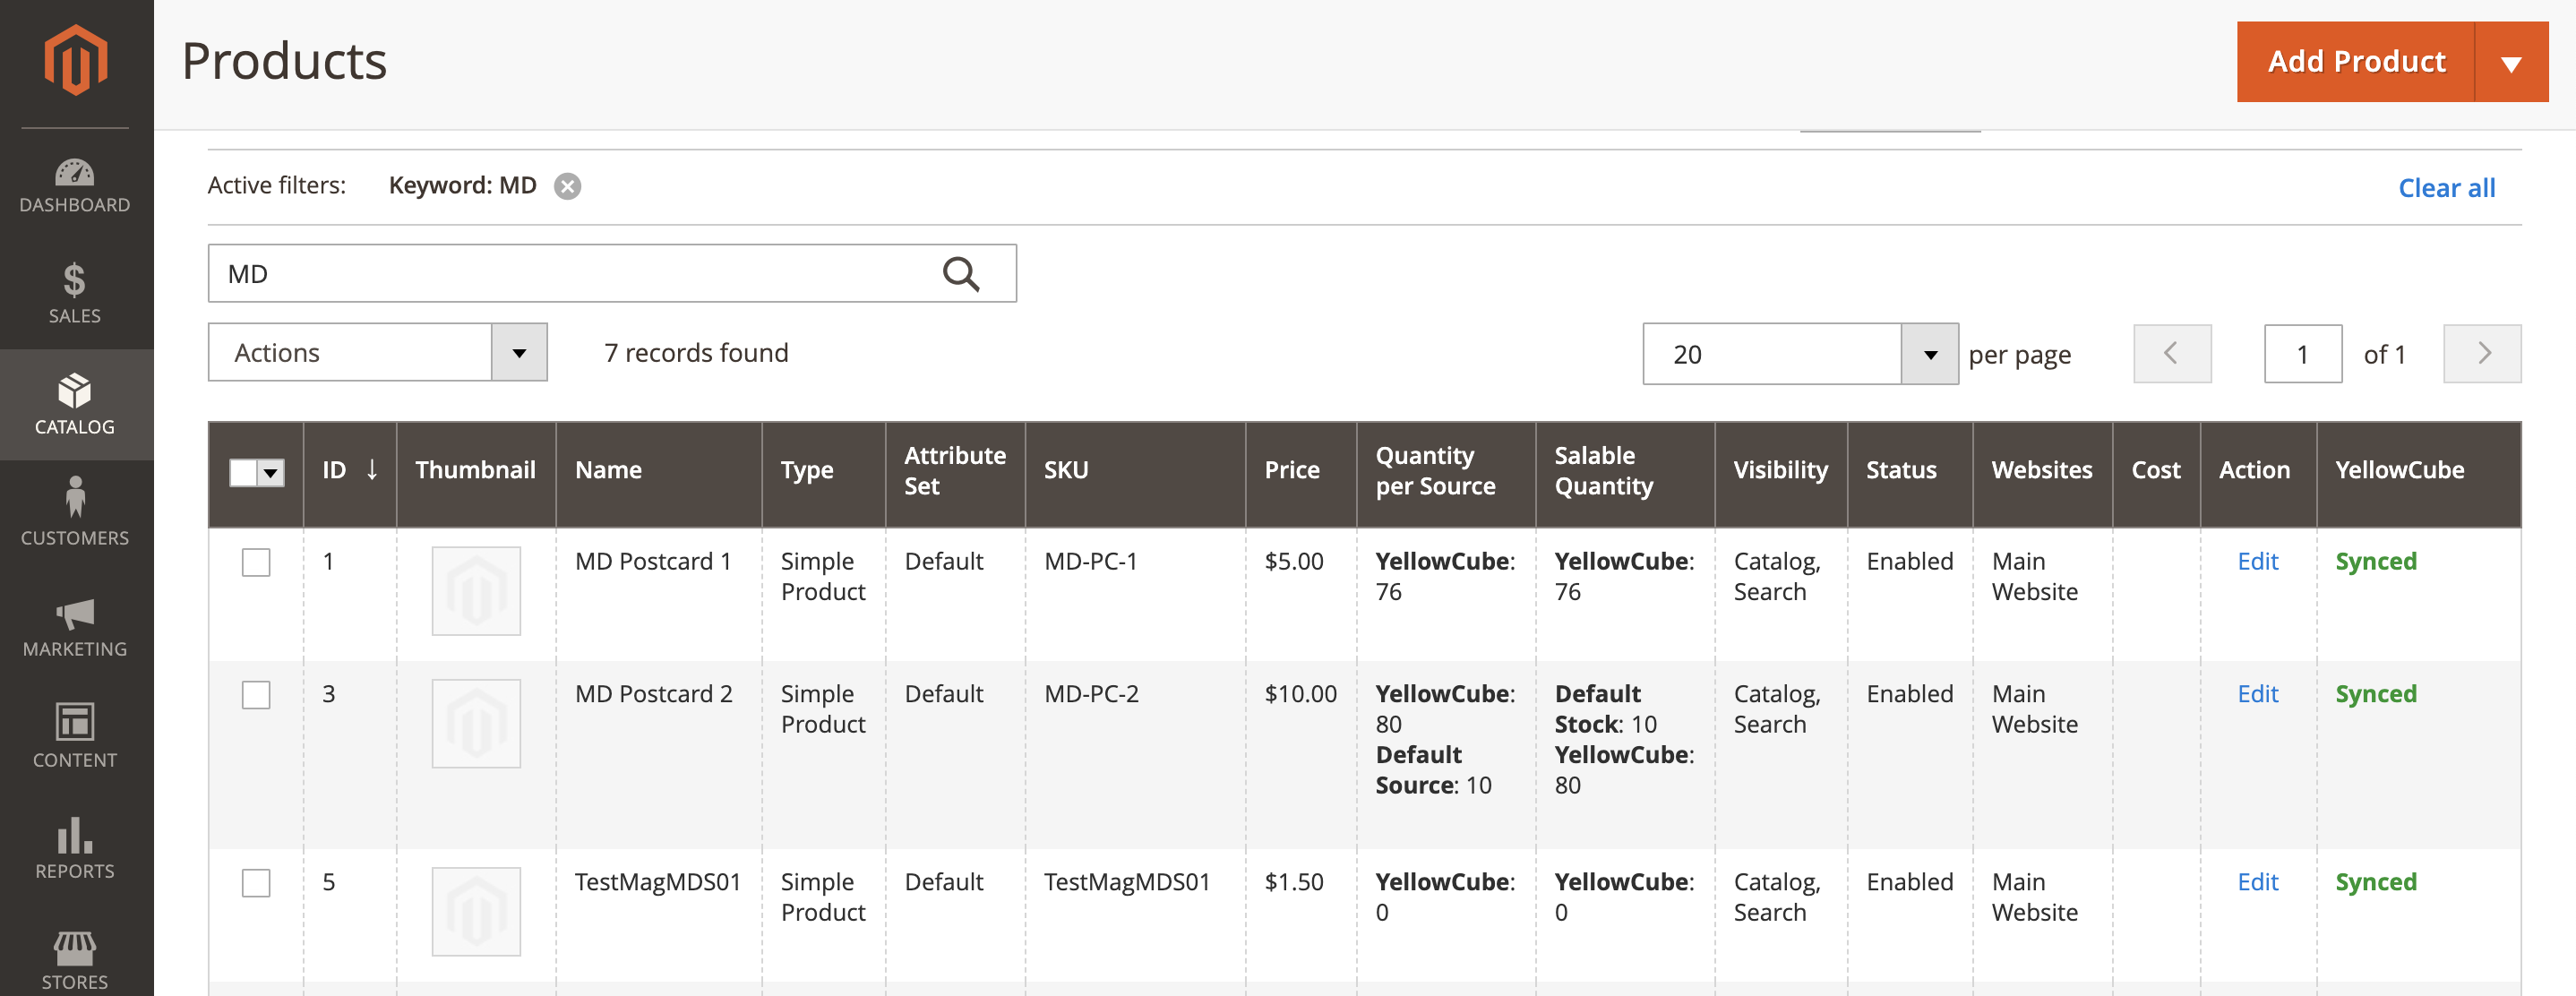 Products
Add Product
DASHBOARD
SALES
CATALOG
CUSTOMERS
MARKETING
CONTENT
REPORTS
STORES
Active filters: Keyword: MD
Clear all
MD
Actions
7 records found
20
per page
1
of 1
ID ↓ Thumbnail Name Type Attribute Set SKU Price Quantity per Source Salable Quantity Visibility Status Websites Cost Action YellowCube
1 MD Postcard 1 Simple Product Default MD-PC-1 $5.00 YellowCube: 76 YellowCube: 76 Catalog, Search Enabled Main Website Edit Synced
3 MD Postcard 2 Simple Product Default MD-PC-2 $10.00 YellowCube: 80 Default Source: 10 Default Stock: 10 YellowCube: 80 Catalog, Search Enabled Main Website Edit Synced
5 TestMagMDS01 Simple Product Default TestMagMDS01 $1.50 YellowCube: 0 YellowCube: 0 Catalog, Search Enabled Main Website Edit Synced